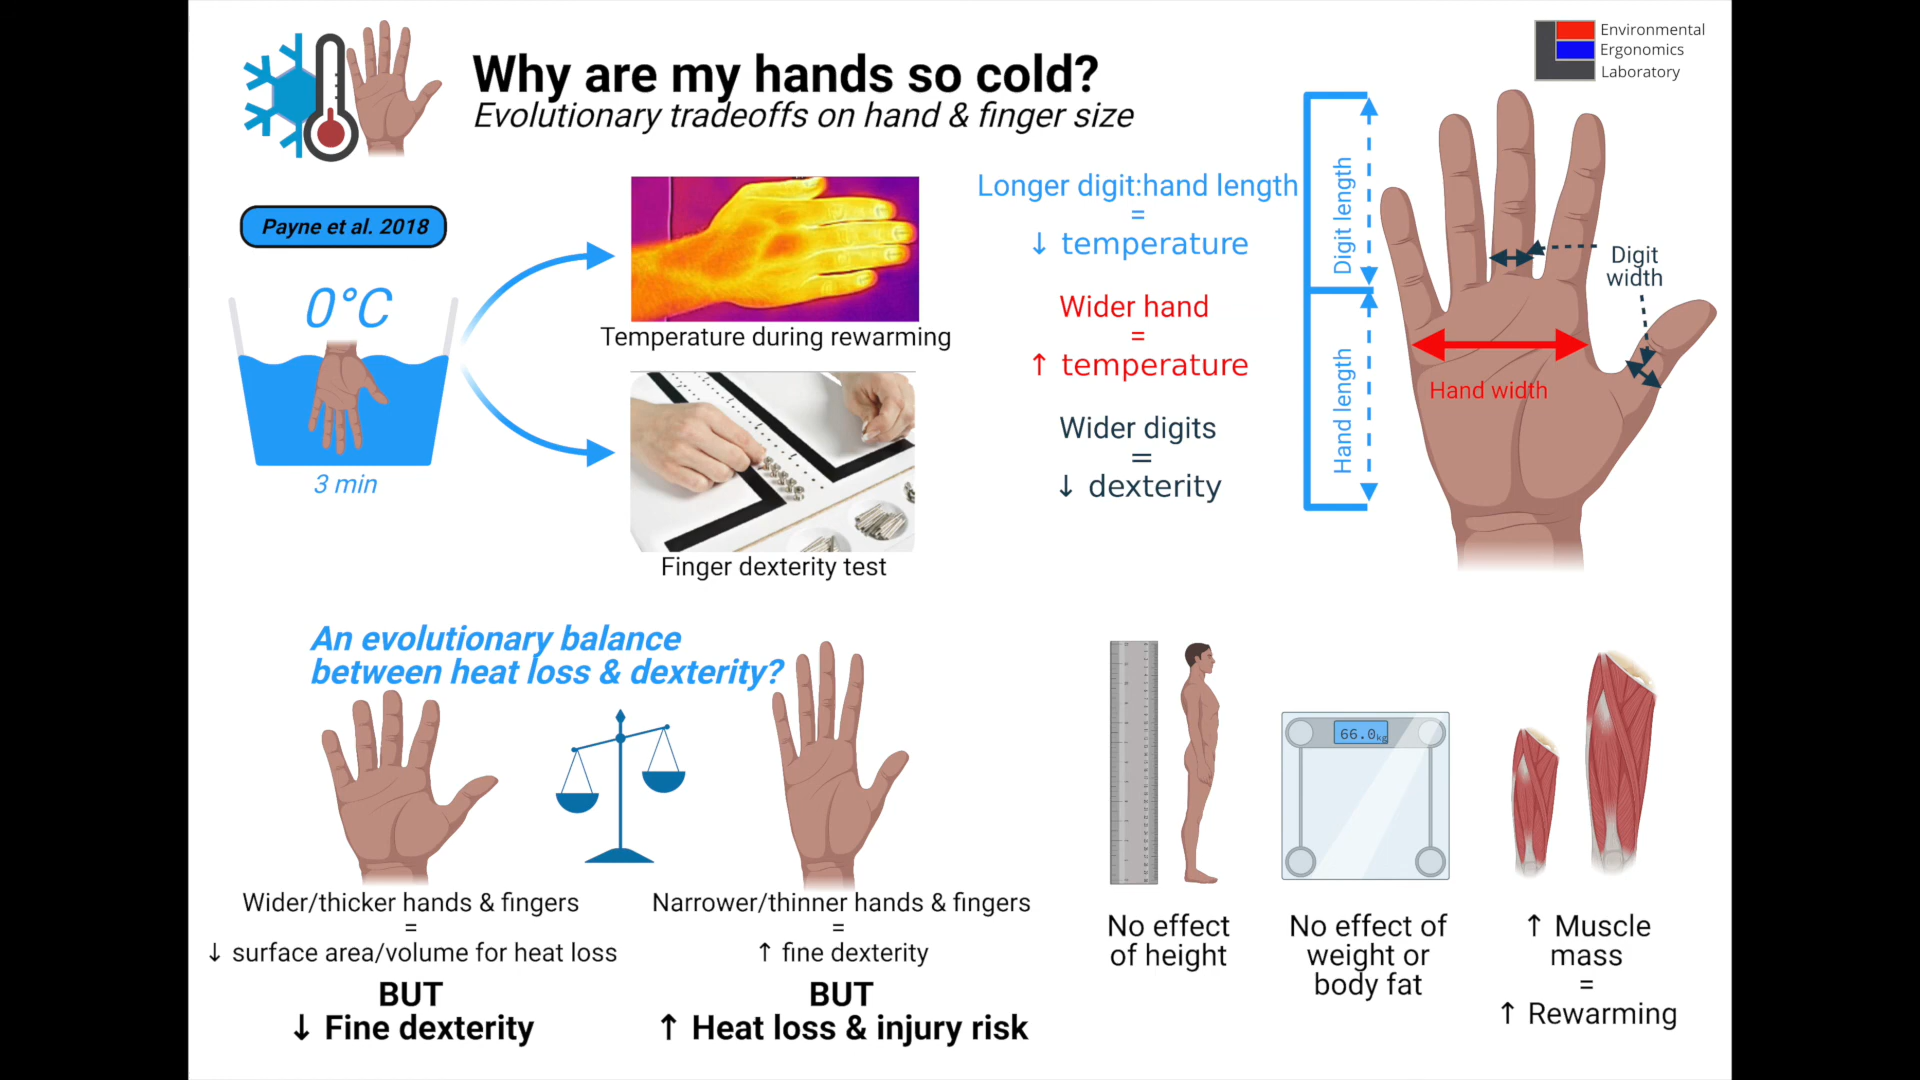 Why are my hands so cold?
Evolutionary tradeoffs on hand & finger size
Environmental
Ergonomics
Laboratory
Payne et al. 2018
0°C
3 min
Temperature during rewarming
Finger dexterity test
Longer digit:hand length
=
↓ temperature
Wider hand
=
↑ temperature
Wider digits
=
↓ dexterity
Digit length
Hand length
Digit
width
Hand width
An evolutionary balance
between heat loss & dexterity?
Wider/thicker hands & fingers
=
↓ surface area/volume for heat loss
BUT
↓ Fine dexterity
Narrower/thinner hands & fingers
=
↑ fine dexterity
BUT
↑ Heat loss & injury risk
No effect
of height
66.0kg
No effect of
weight or
body fat
↑ Muscle
mass
=
↑ Rewarming